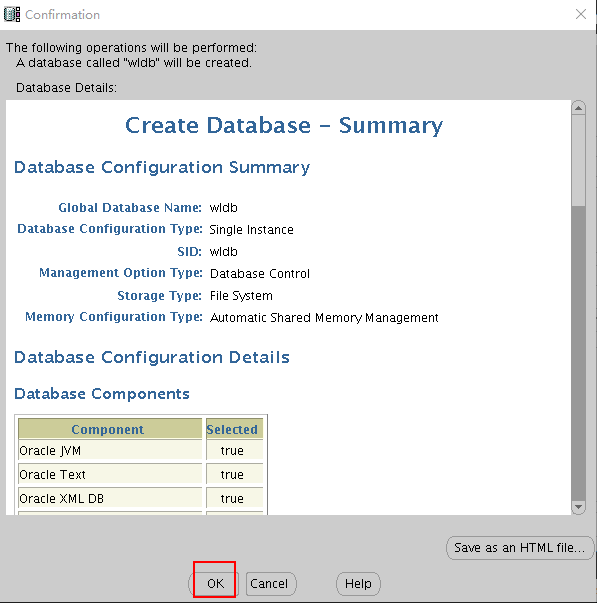 Confirmation
The following operations will be performed:
A database called "wldb" will be created.
Database Details:
Create Database – Summary
Database Configuration Summary
Global Database Name: wldb
Database Configuration Type: Single Instance
SID: wldb
Management Option Type: Database Control
Storage Type: File System
Memory Configuration Type: Automatic Shared Memory Management
Database Configuration Details
Database Components
Component Selected
Oracle JVM true
Oracle Text true
Oracle XML DB true
Save as an HTML file...
OK Cancel Help